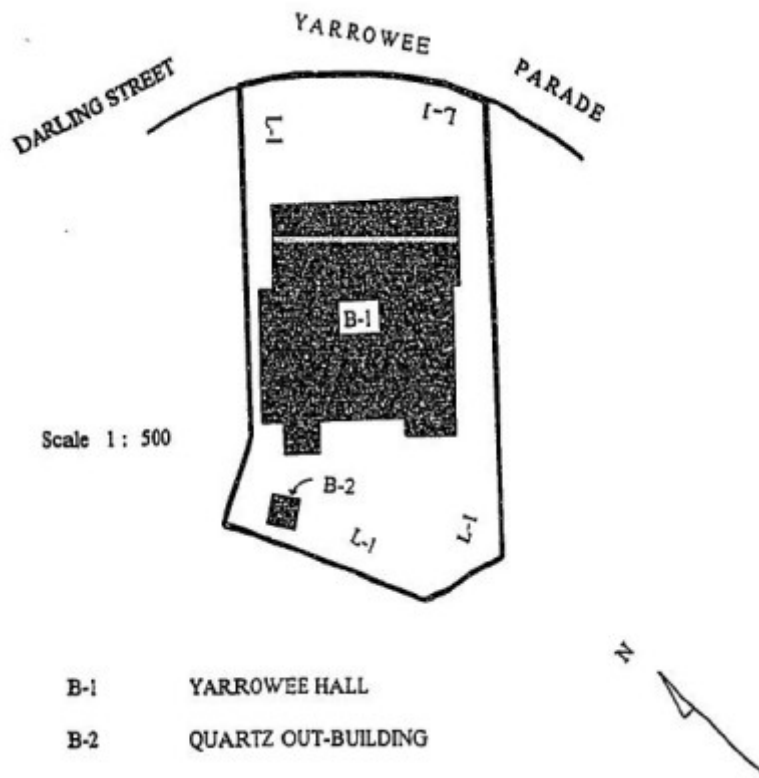 DARLING STREET
YARROWEE PARADE
L-1
L-1
B-1
Scale 1 : 500
B-2
L-1
L-1
N
B-1 YARROWEE HALL
B-2 QUARTZ OUT-BUILDING